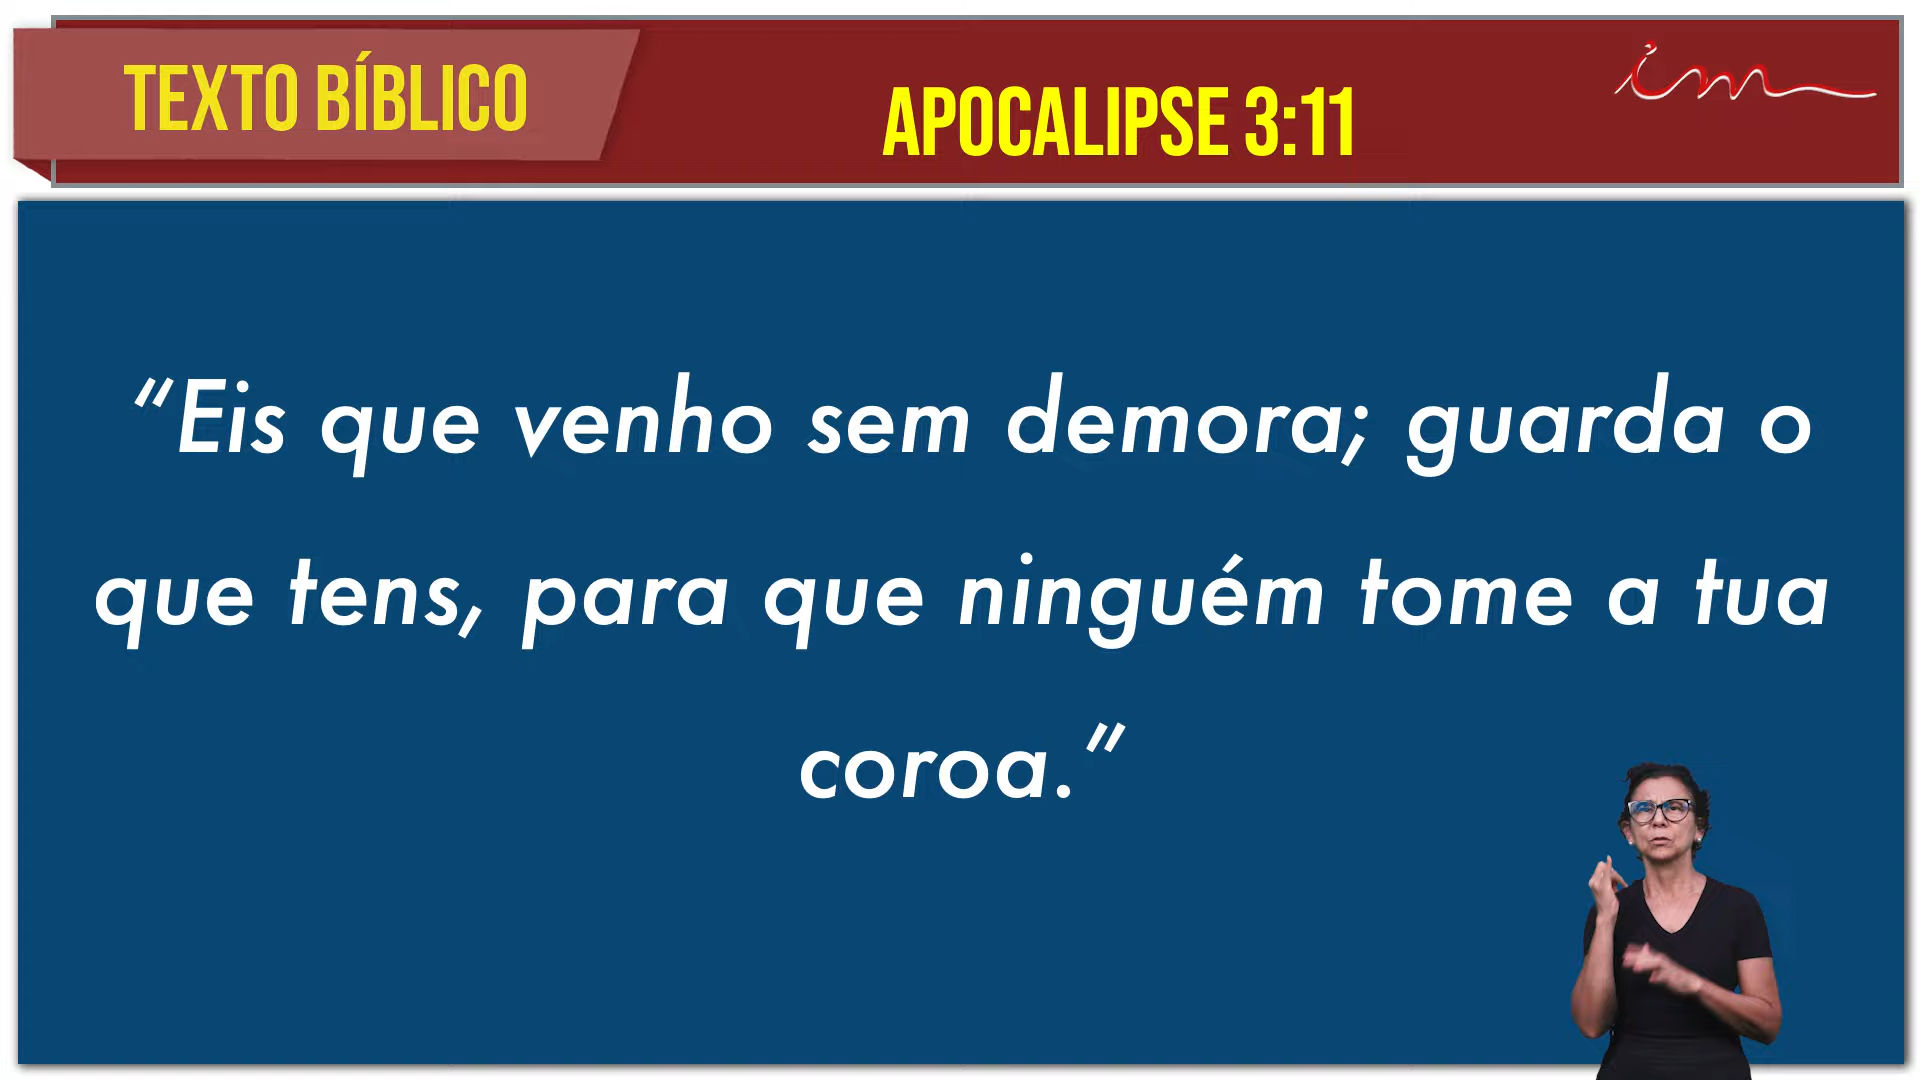 TEXTO BÍBLICO
APOCALIPSE 3:11
im
“Eis que venho sem demora; guarda o
que tens, para que ninguém tome a tua
coroa.”